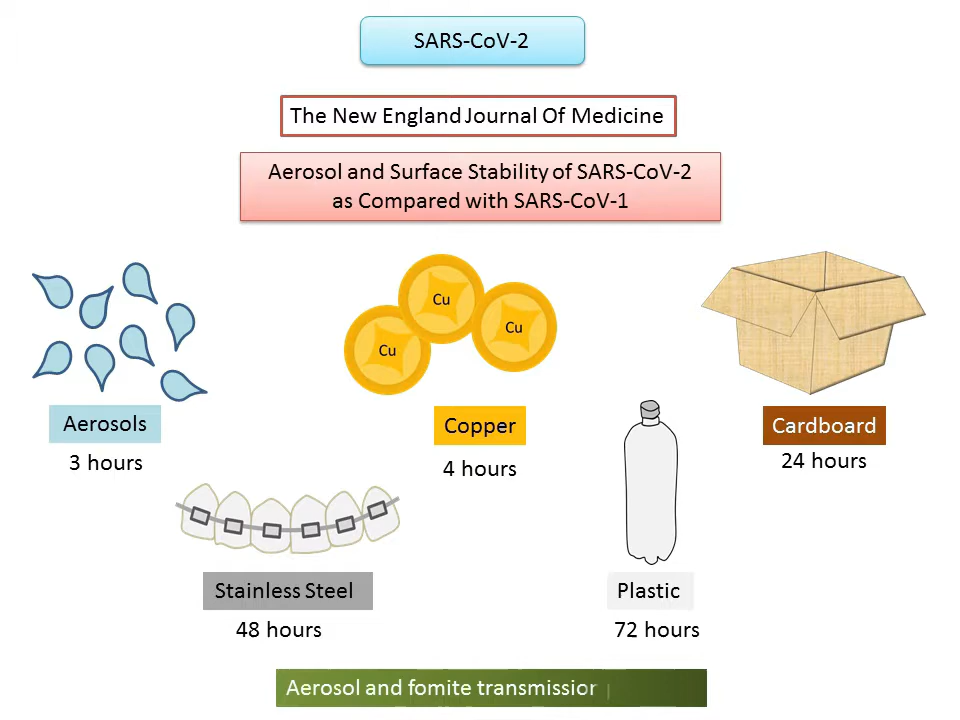 SARS-CoV-2
The New England Journal Of Medicine
Aerosol and Surface Stability of SARS-CoV-2
as Compared with SARS-CoV-1
Cu
Cu
Cu
Aerosols
3 hours
Copper
4 hours
Cardboard
24 hours
Stainless Steel
48 hours
Plastic
72 hours
Aerosol and fomite transmission